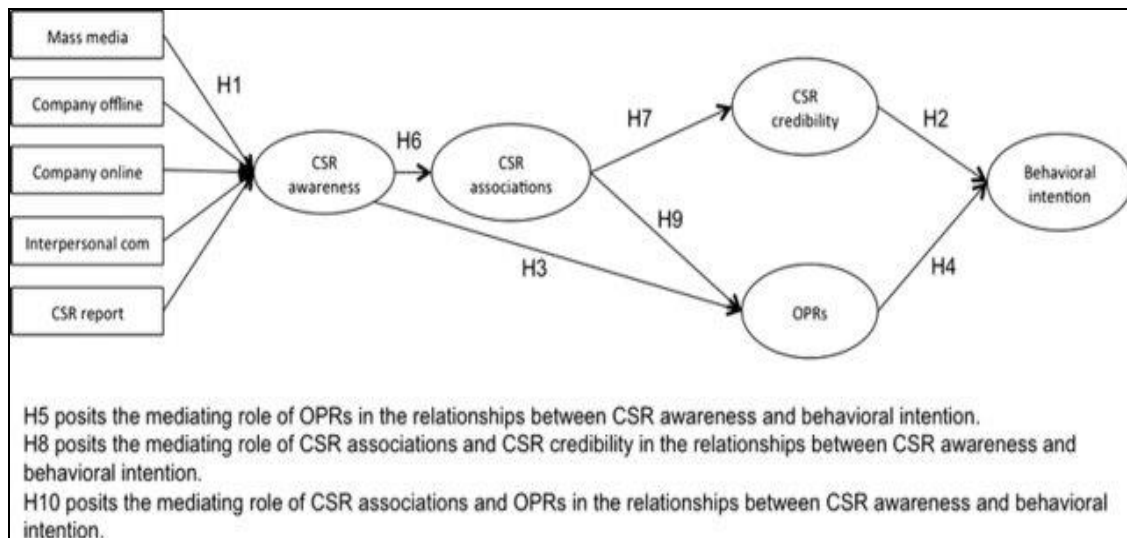 Mass media
H1
Company offline
CSR
credibility
H7
H2
H6
Company online
CSR
awareness
CSR
associations
Behavioral
intention
H9
Interpersonal com
H3
H4
CSR report
OPRs
H5 posits the mediating role of OPRs in the relationships between CSR awareness and behavioral intention.
H8 posits the mediating role of CSR associations and CSR credibility in the relationships between CSR awareness and
behavioral intention.
H10 posits the mediating role of CSR associations and OPRs in the relationships between CSR awareness and behavioral
intention.